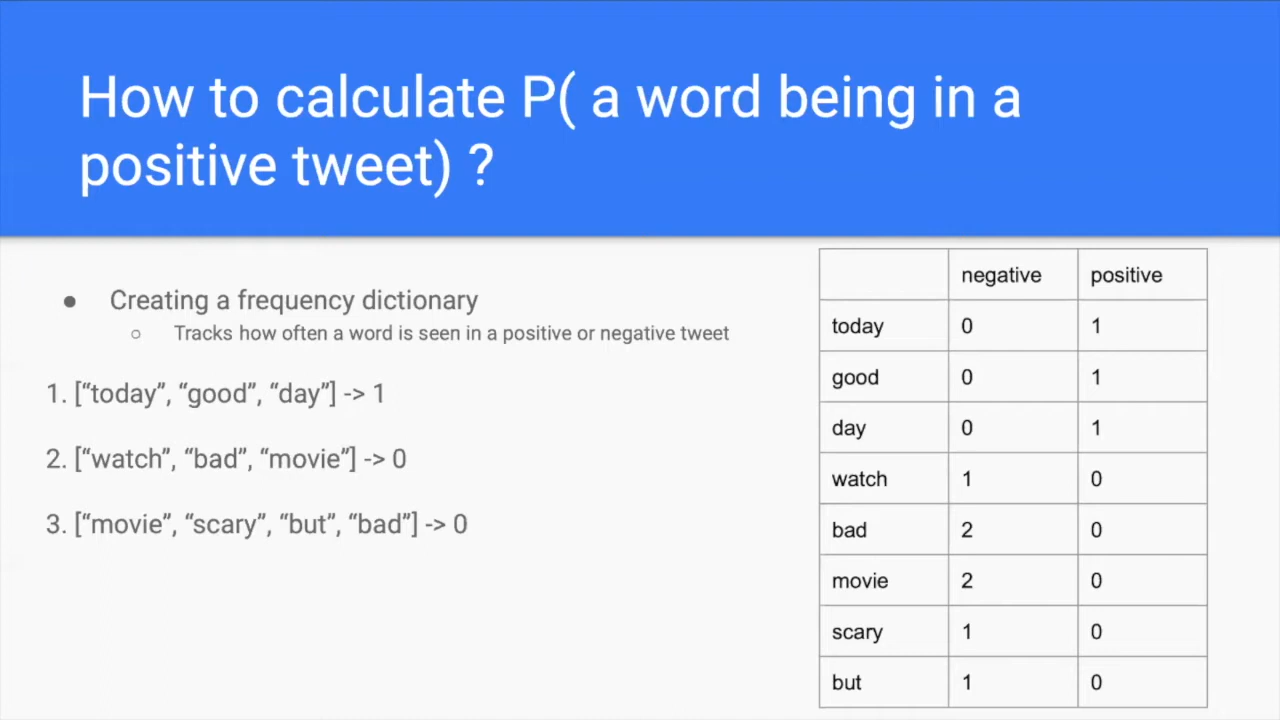 How to calculate P( a word being in a
positive tweet) ?
● Creating a frequency dictionary
○ Tracks how often a word is seen in a positive or negative tweet
1. [“today”, “good”, “day”] -> 1
2. [“watch”, “bad”, “movie”] -> 0
3. [“movie”, “scary”, “but”, “bad”] -> 0
negative positive
today 0 1
good 0 1
day 0 1
watch 1 0
bad 2 0
movie 2 0
scary 1 0
but 1 0